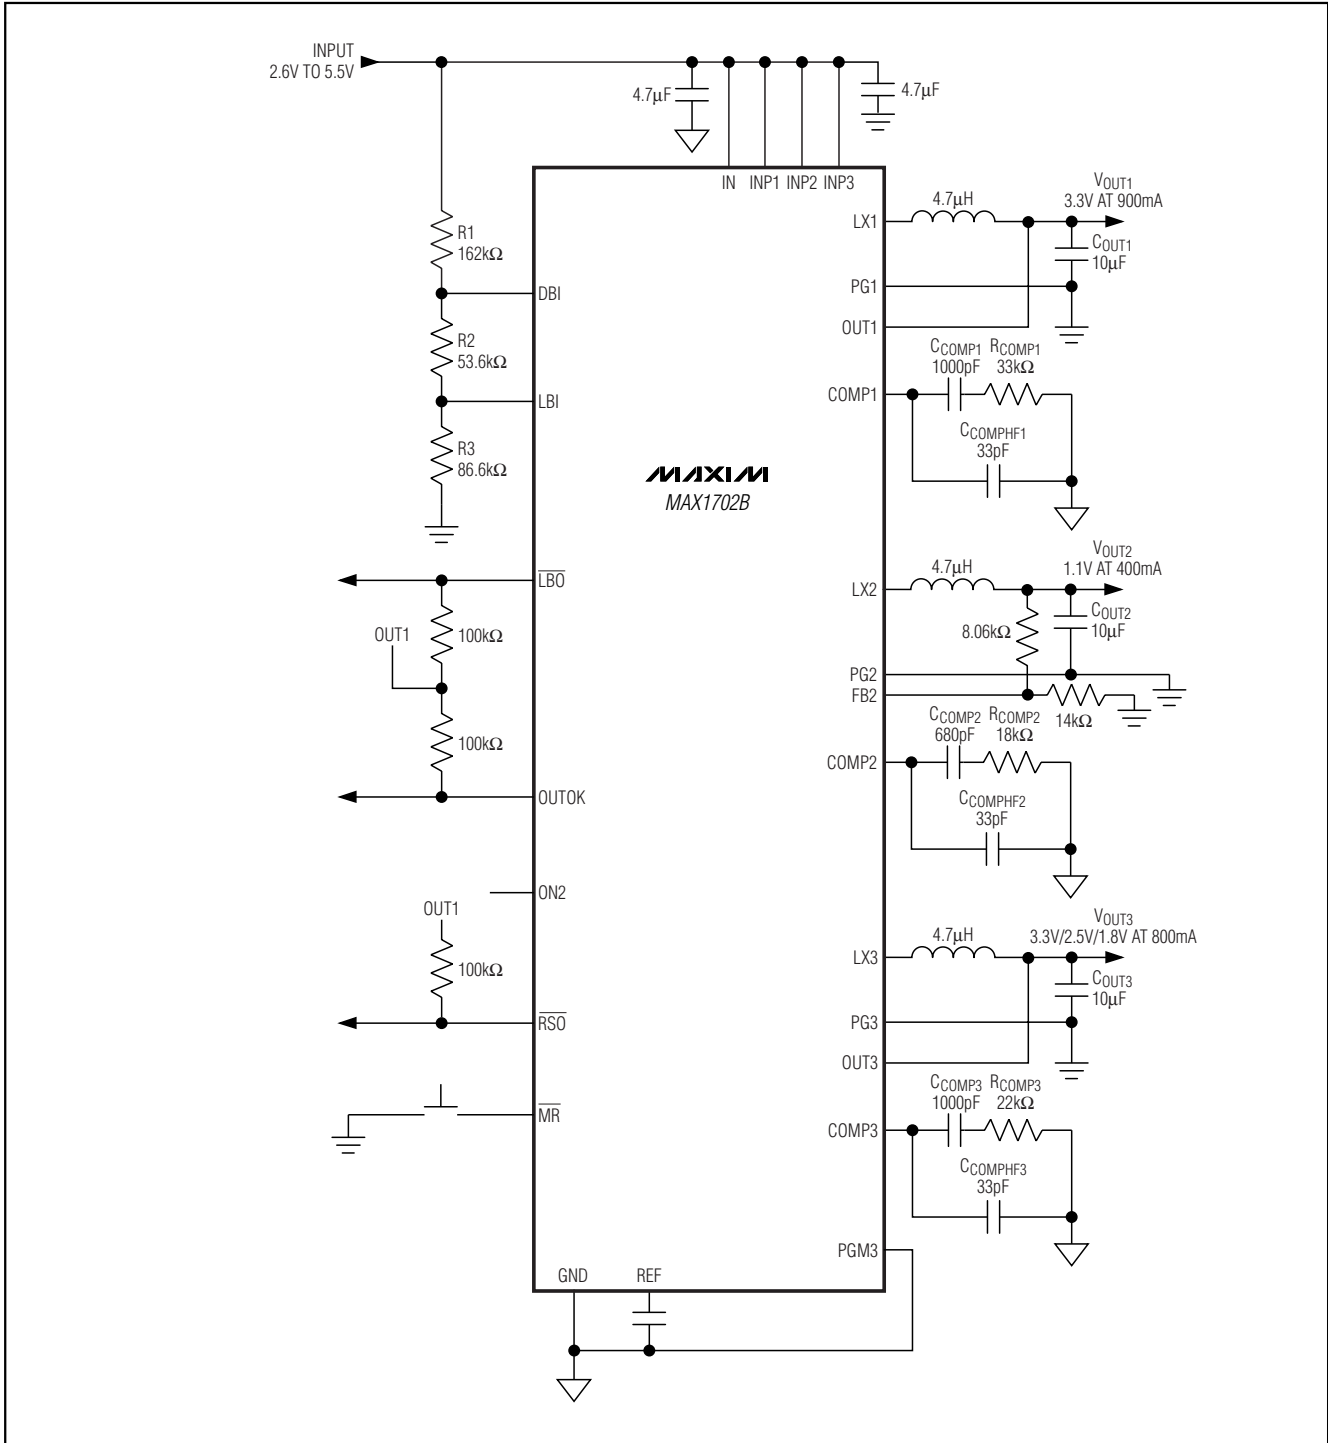 INPUT
2.6V TO 5.5V
4.7µF
4.7µF
IN
INP1
INP2
INP3
R1
162kΩ
DBI
R2
53.6kΩ
LBI
R3
86.6kΩ
LBO
100kΩ
OUT1
100kΩ
OUTOK
ON2
OUT1
100kΩ
RSO
MR
GND
REF
MAXIM
MAX1702B
LX1
4.7µH
VOUT1
3.3V AT 900mA
COUT1
10µF
PG1
OUT1
CCOMP1
1000pF
RCOMP1
33kΩ
COMP1
CCOMPHF1
33pF
LX2
4.7µH
VOUT2
1.1V AT 400mA
COUT2
10µF
8.06kΩ
PG2
FB2
14kΩ
CCOMP2
680pF
RCOMP2
18kΩ
COMP2
CCOMPHF2
33pF
LX3
4.7µH
VOUT3
3.3V/2.5V/1.8V AT 800mA
COUT3
10µF
PG3
OUT3
CCOMP3
1000pF
RCOMP3
22kΩ
COMP3
CCOMPHF3
33pF
PGM3